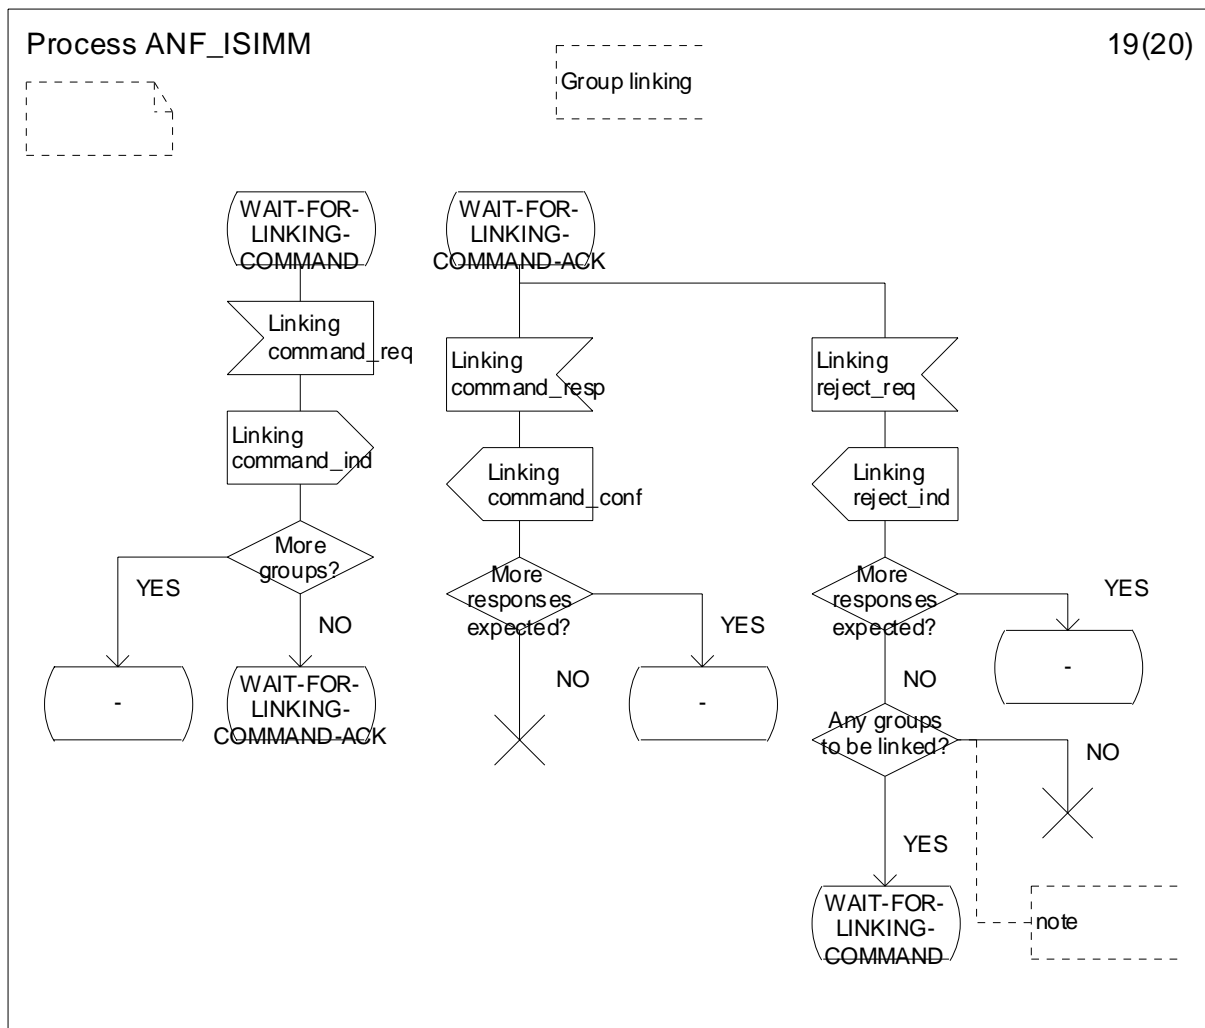 Process ANF_ISIMM
19(20)
Group linking
WAIT-FOR-
LINKING-
COMMAND
Linking
command_req
Linking
command_ind
More
groups?
YES
-
NO
WAIT-FOR-
LINKING-
COMMAND-ACK
WAIT-FOR-
LINKING-
COMMAND-ACK
Linking
command_resp
Linking
command_conf
More
responses
expected?
NO
YES
-
Linking
reject_req
Linking
reject_ind
More
responses
expected?
YES
-
NO
Any groups
to be linked?
NO
YES
WAIT-FOR-
LINKING-
COMMAND
note